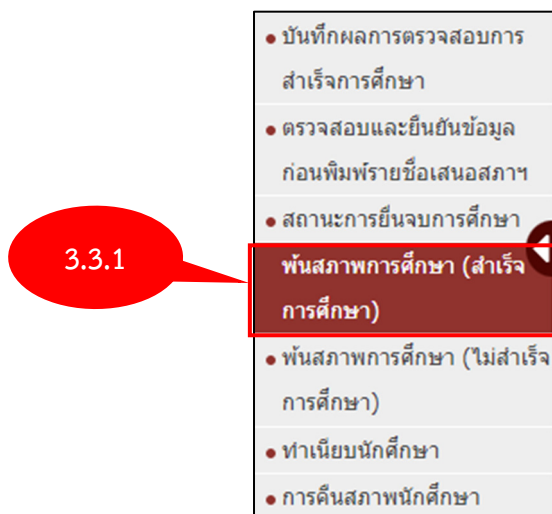 บันทึกผลการตรวจสอบการ
สำเร็จการศึกษา
ตรวจสอบและยืนยันข้อมูล
ก่อนพิมพ์รายชื่อเสนอสภาฯ
สถานะการยื่นจบการศึกษา
3.3.1
พ้นสภาพการศึกษา (สำเร็จ
การศึกษา)
พ้นสภาพการศึกษา (ไม่สำเร็จ
การศึกษา)
ทำเนียบนักศึกษา
การคืนสภาพนักศึกษา